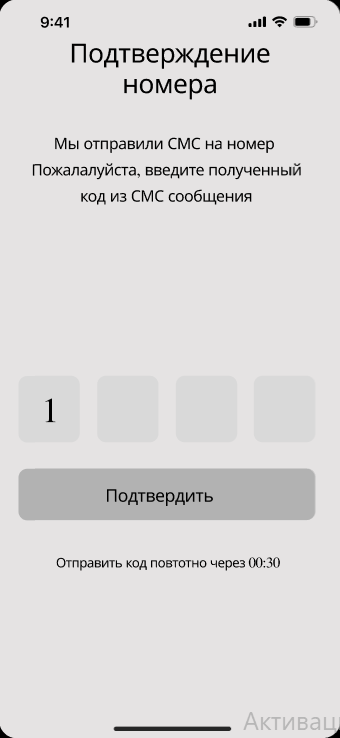 9:41
Подтверждение
номера
Мы отправили СМС на номер
Пожалалуйста, введите полученный
код из СМС сообщения
1
Подтвердить
Отправить код повтотно через 00:30
Активац